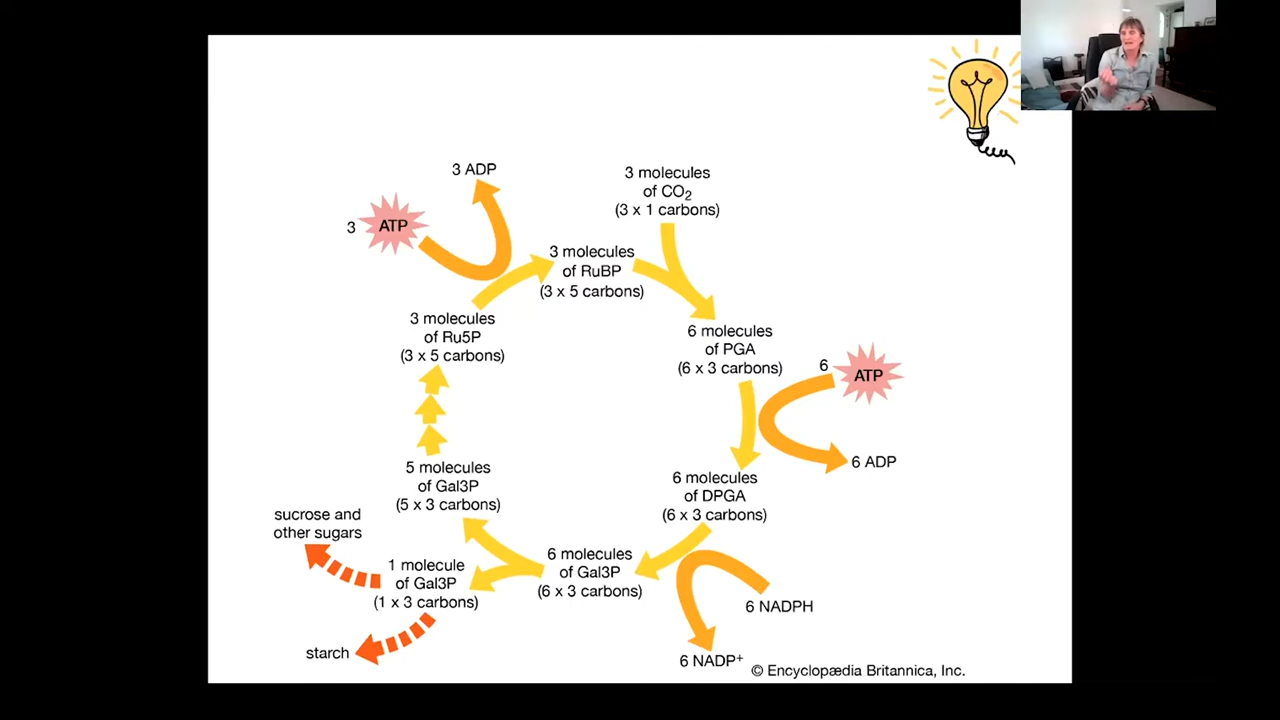 3 ADP
3 ATP
3 molecules
of CO₂
(3 x 1 carbons)
3 molecules
of RuBP
(3 x 5 carbons)
3 molecules
of Ru5P
(3 x 5 carbons)
6 molecules
of PGA
(6 x 3 carbons)
6 ATP
6 ADP
5 molecules
of Gal3P
(5 x 3 carbons)
6 molecules
of DPGA
(6 x 3 carbons)
sucrose and
other sugars
1 molecule
of Gal3P
(1 x 3 carbons)
6 molecules
of Gal3P
(6 x 3 carbons)
6 NADPH
starch
6 NADP⁺
© Encyclopædia Britannica, Inc.